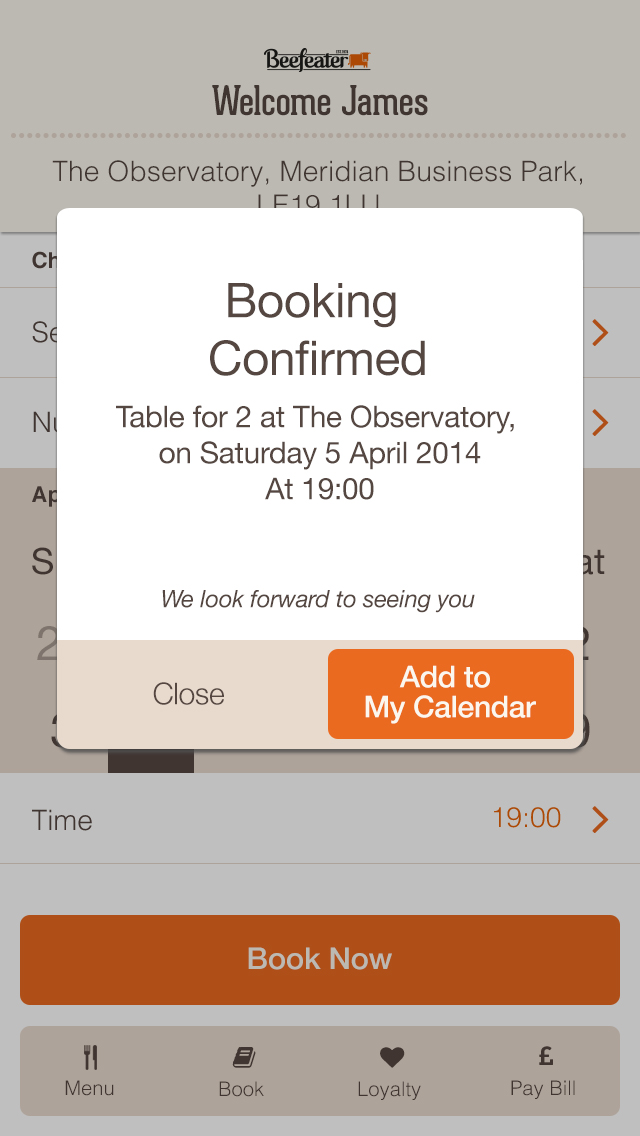 Beefeater
Welcome James
The Observatory, Meridian Business Park,
Booking
Confirmed
Table for 2 at The Observatory,
on Saturday 5 April 2014
At 19:00
We look forward to seeing you
Close
Add to
My Calendar
Time
19:00
Book Now
Menu
Book
Loyalty
£
Pay Bill